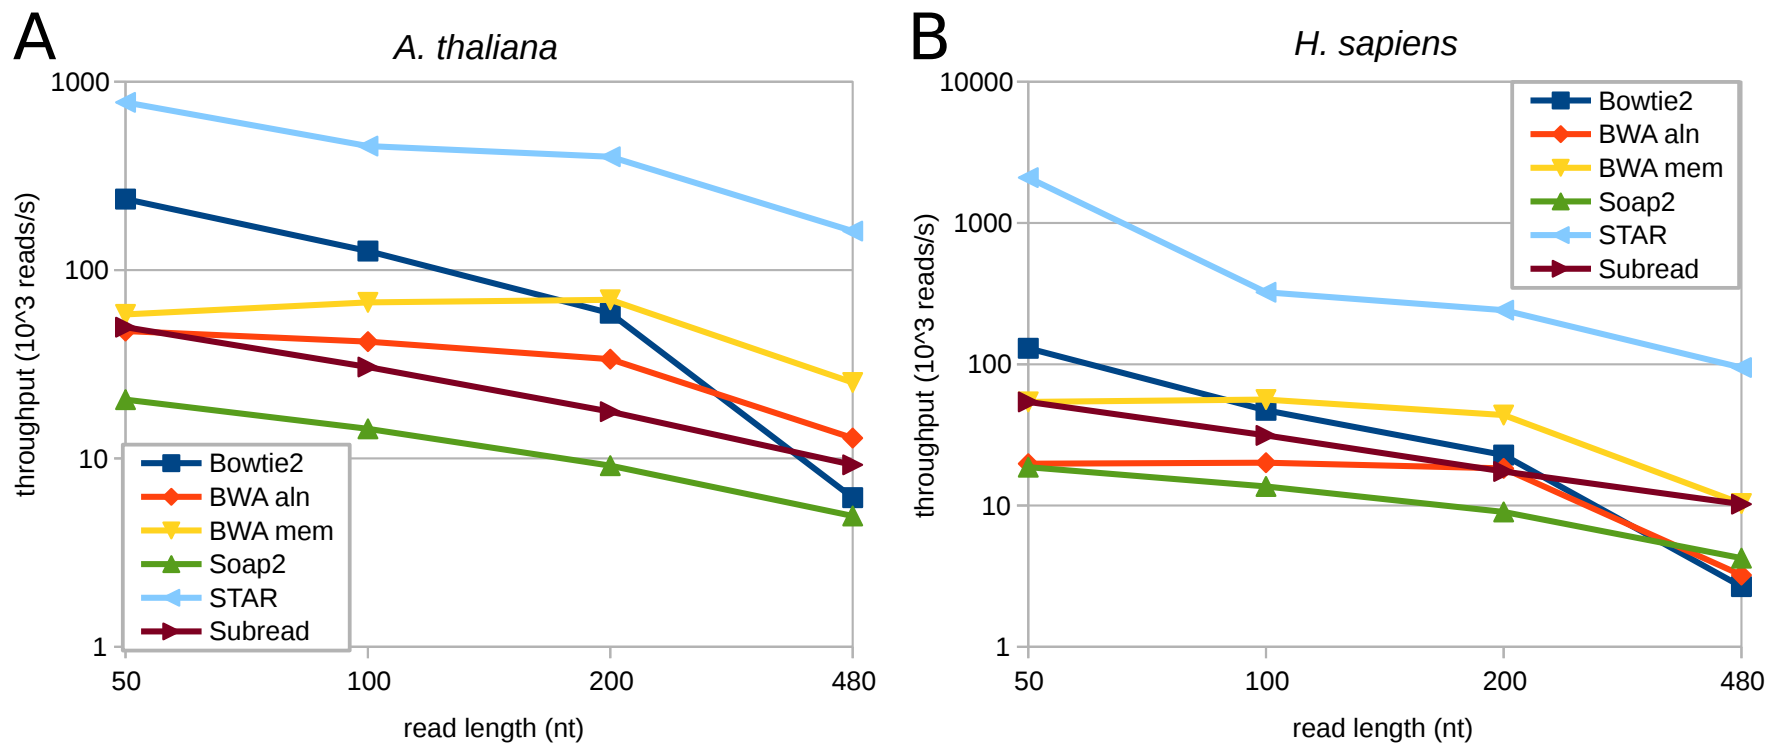 A
A. thaliana
1000
100
10
1
throughput (10^3 reads/s)
Bowtie2
BWA aln
BWA mem
Soap2
STAR
Subread
50
100
200
480
read length (nt)
B
H. sapiens
10000
1000
100
10
1
throughput (10^3 reads/s)
Bowtie2
BWA aln
BWA mem
Soap2
STAR
Subread
50
100
200
480
read length (nt)